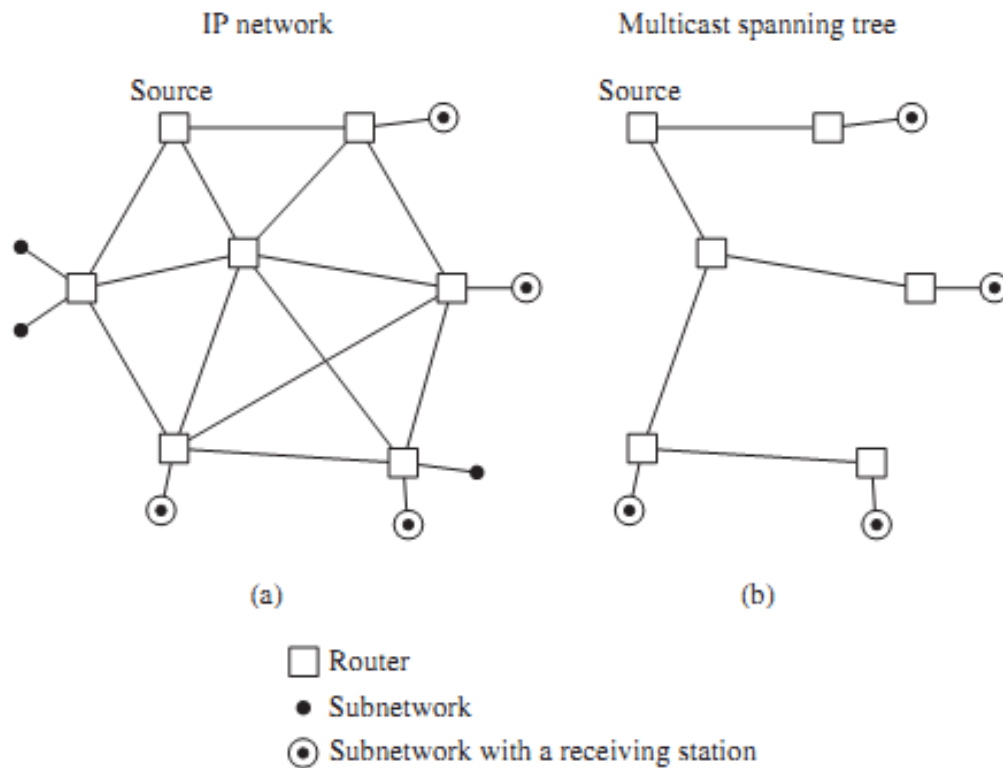 IP network
Multicast spanning tree
Source
Source
(a)
(b)
Router
Subnetwork
Subnetwork with a receiving station